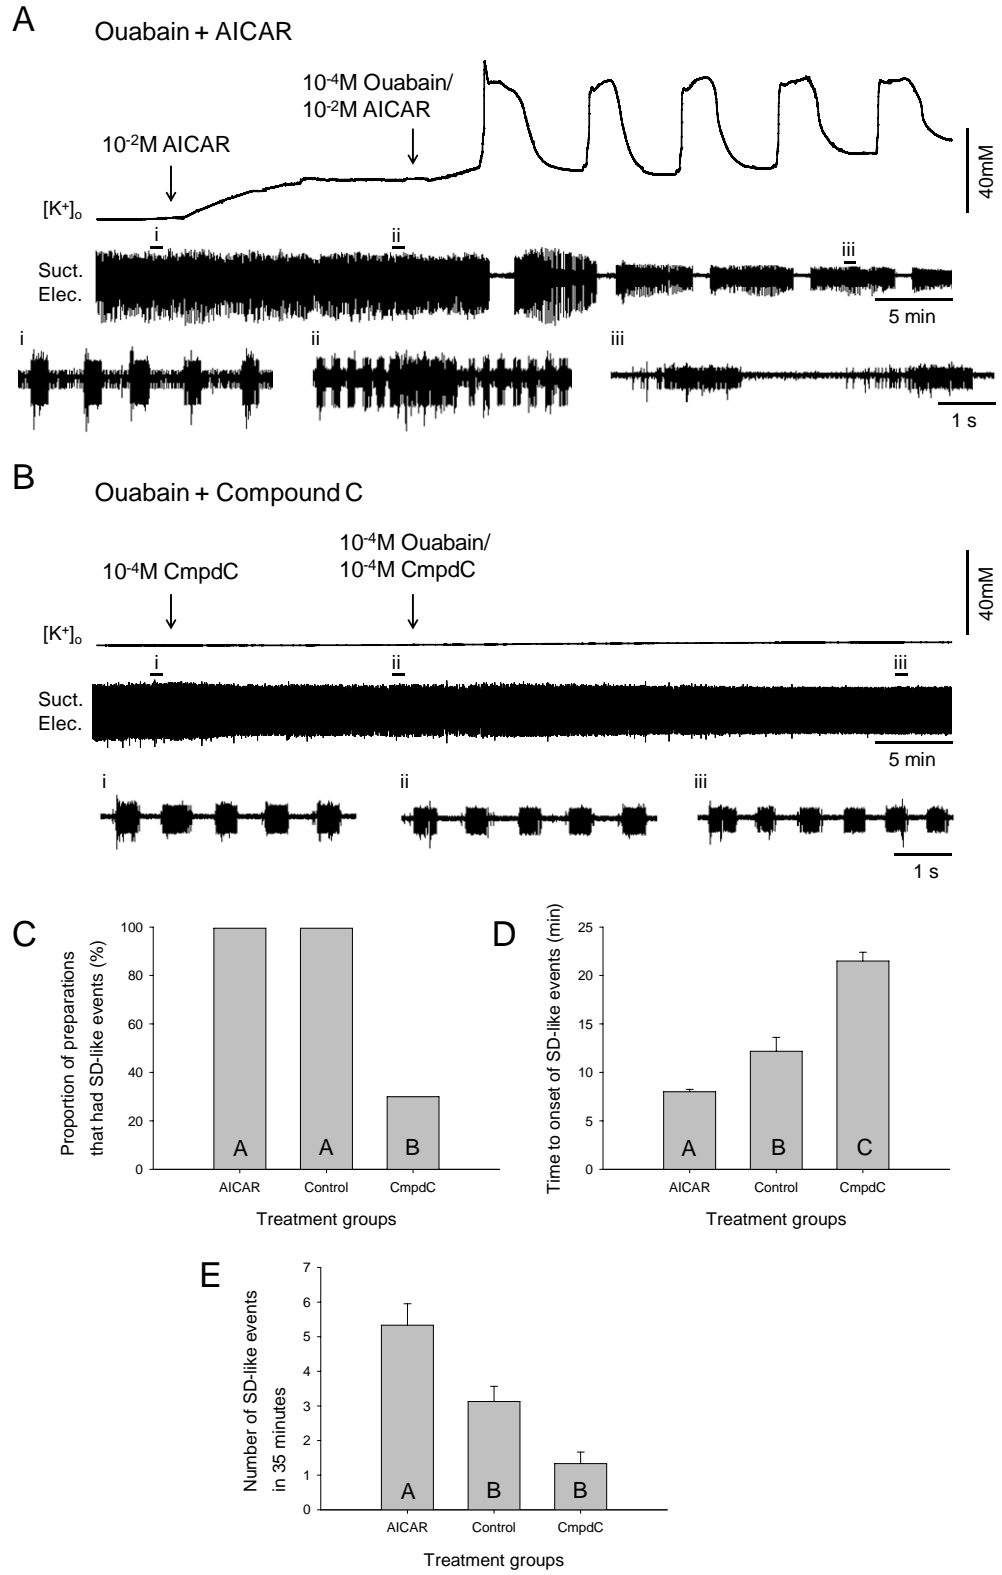 A
Ouabain + AICAR
10-4M Ouabain/
10-2M AICAR
10-2M AICAR
40mM
[K+]o
i
ii
iii
Suct.
Elec.
5 min
i
ii
iii
1 s
B
Ouabain + Compound C
10-4M Ouabain/
10-4M CmpdC
10-4M CmpdC
40mM
[K+]o
i
ii
iii
Suct.
Elec.
5 min
i
ii
iii
1 s
C
Proportion of preparations
that had SD-like events (%)
100
80
60
40
20
0
A
A
B
AICAR
Control
CmpdC
Treatment groups
D
Time to onset of SD-like events (min)
25
20
15
10
5
0
A
B
C
AICAR
Control
CmpdC
Treatment groups
E
Number of SD-like events
in 35 minutes
7
6
5
4
3
2
1
0
A
B
B
AICAR
Control
CmpdC
Treatment groups